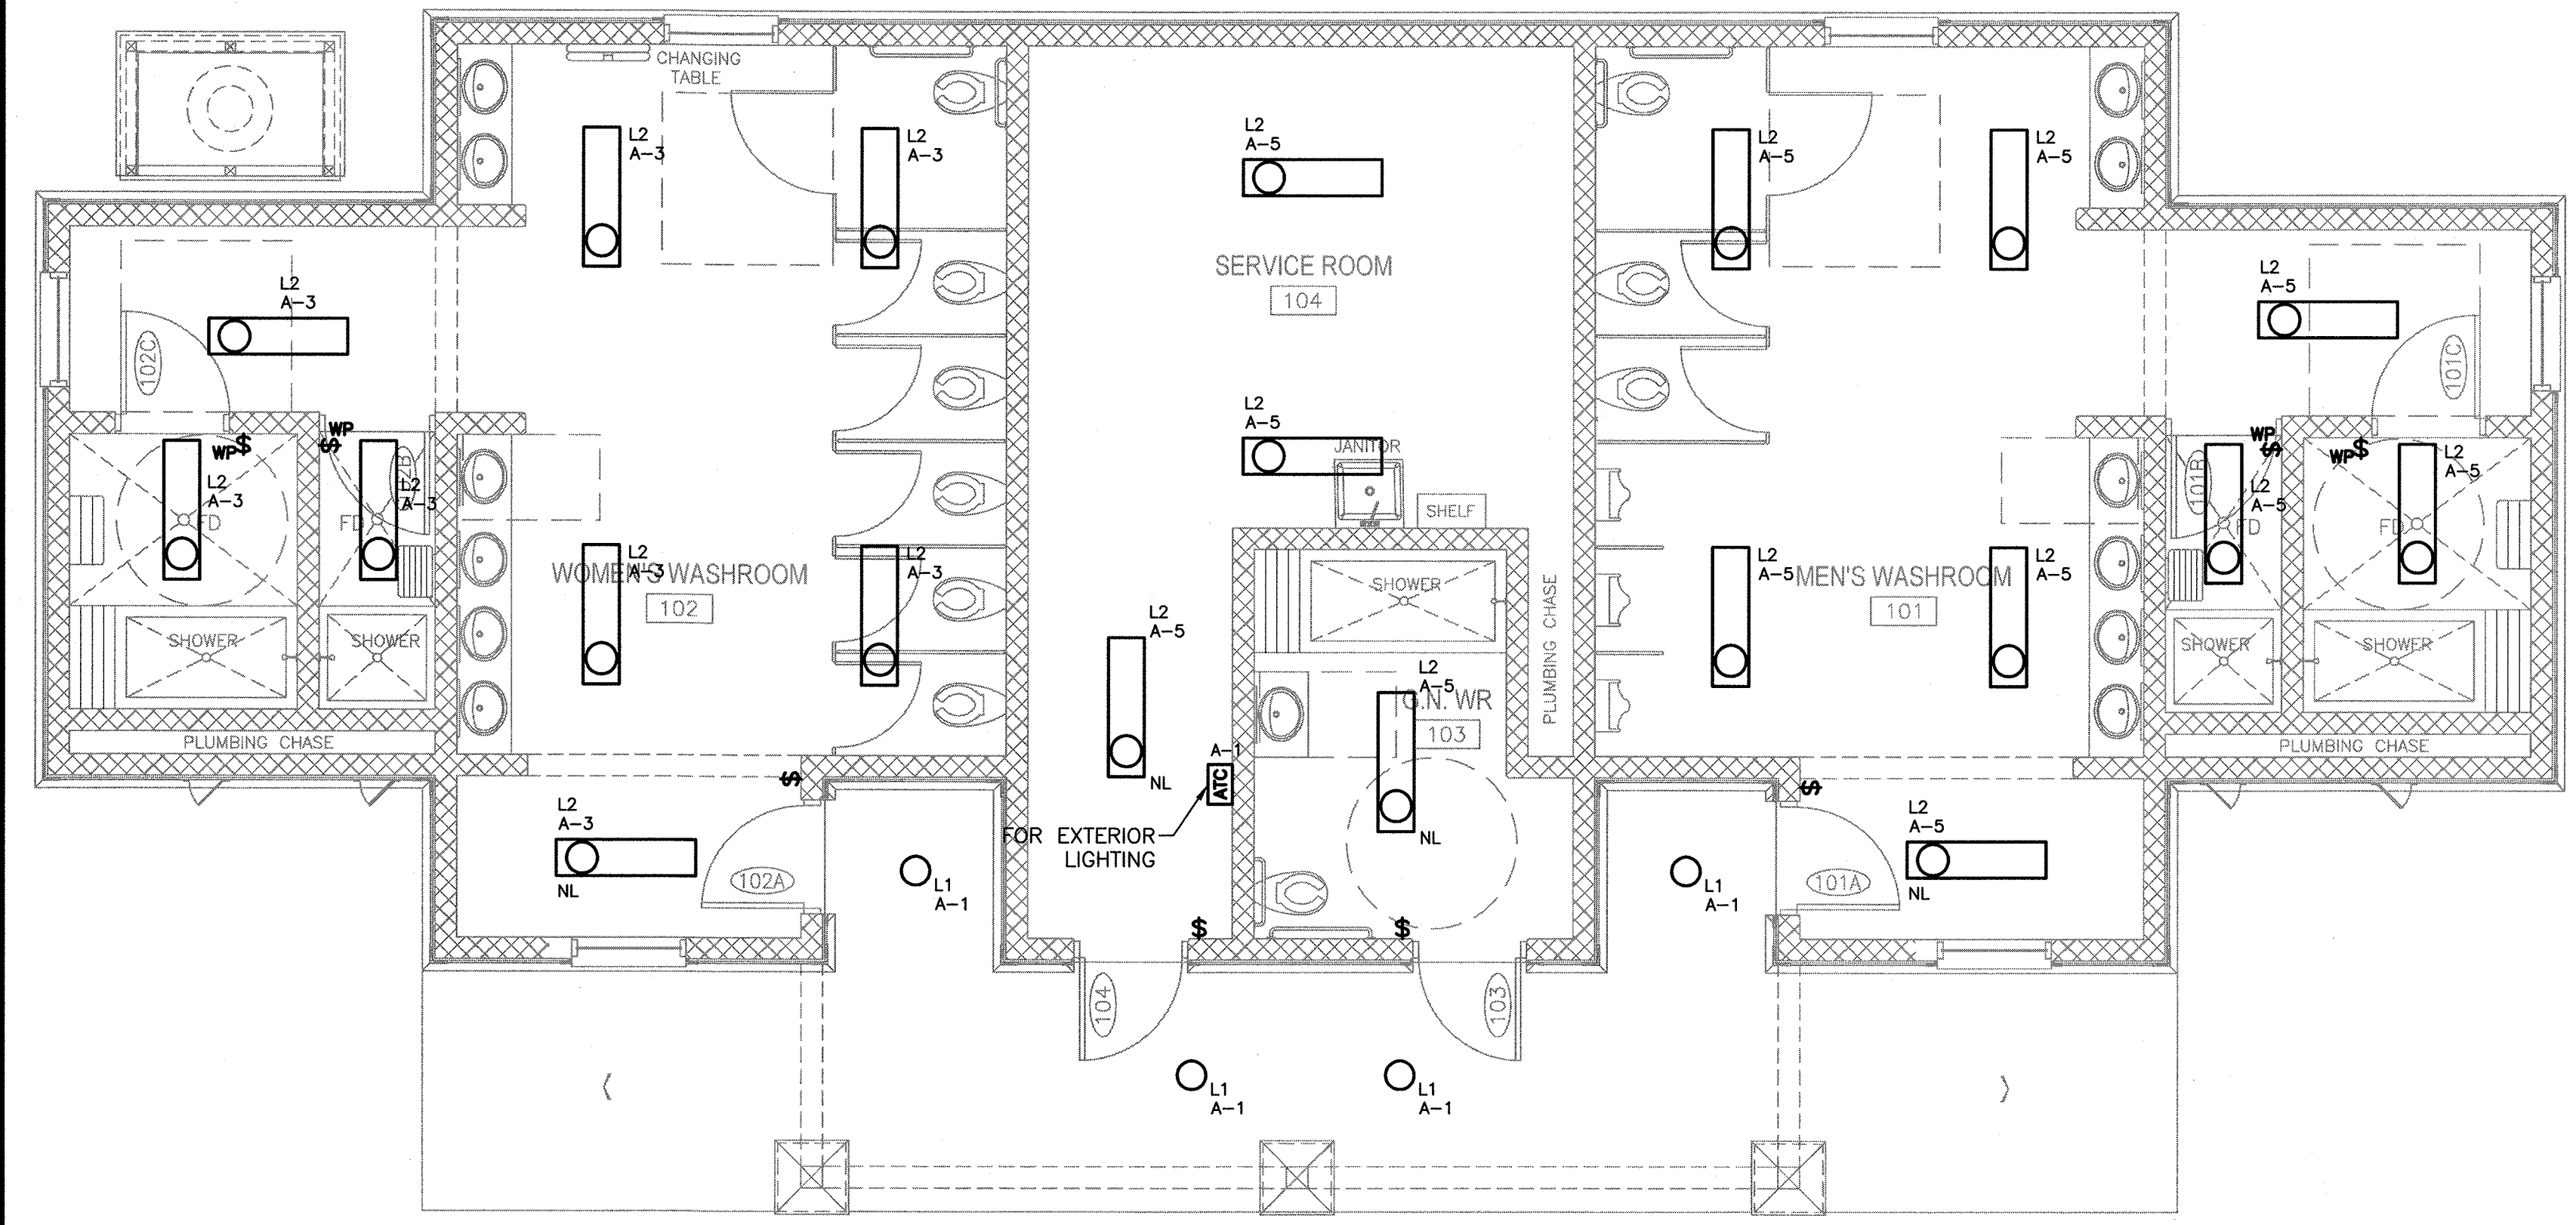 CHANGING
TABLE
L2
A-3
L2
A-3
L2
A-5
L2
A-5
L2
A-5
SERVICE ROOM
104
L2
A-3
L2
A-5
102C
101C
L2
A-5
JANITOR
SHELF
WP
$
WP
$
L2
A-3
L2
A-3
FD
FD
WP
$
WP
$
101B
L2
A-5
L2
A-5
FD
FD
L2
A-3
WOMEN'S WASHROOM
102
L2
A-3
L2
A-5
MEN'S WASHROOM
101
L2
A-5
SHOWER
SHOWER
SHOWER
SHOWER
SHOWER
PLUMBING CHASE
L2
A-5
NL
L2
A-5
G.N. WR
103
NL
PLUMBING CHASE
PLUMBING CHASE
A-1
ATC
FOR EXTERIOR
LIGHTING
$
$
L2
A-3
NL
102A
L1
A-1
L1
A-1
101A
L2
A-5
NL
$
$
104
103
L1
A-1
L1
A-1